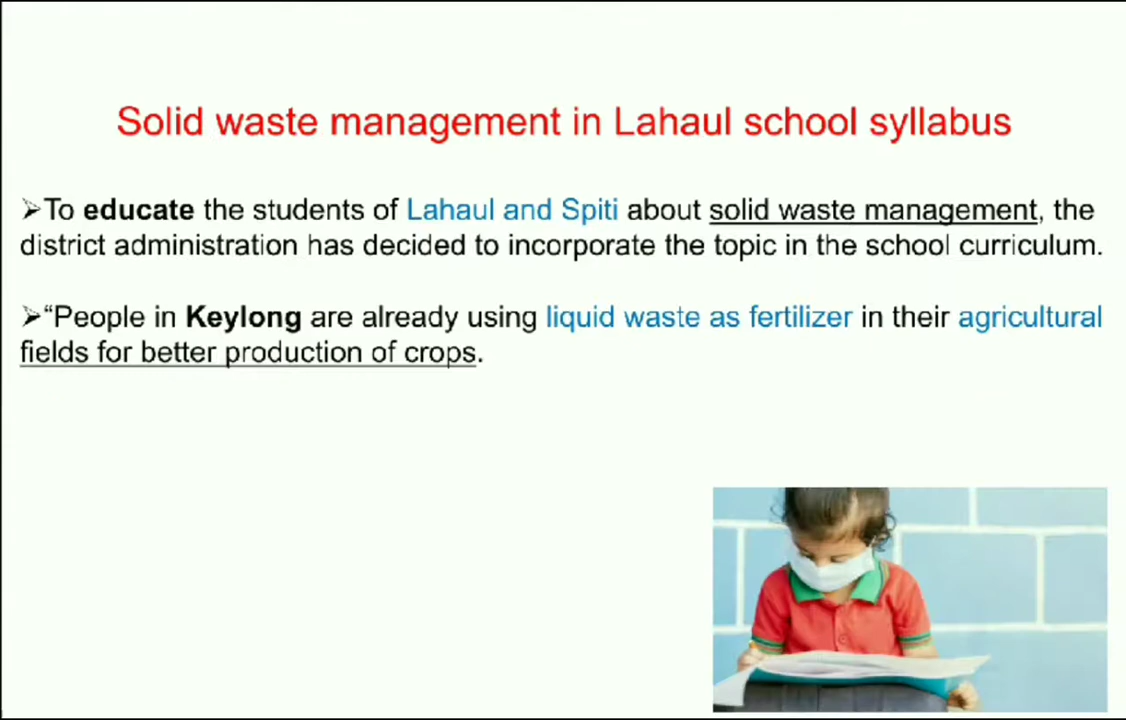 Solid waste management in Lahaul school syllabus
➢To educate the students of Lahaul and Spiti about solid waste management, the
district administration has decided to incorporate the topic in the school curriculum.
➢“People in Keylong are already using liquid waste as fertilizer in their agricultural
fields for better production of crops.